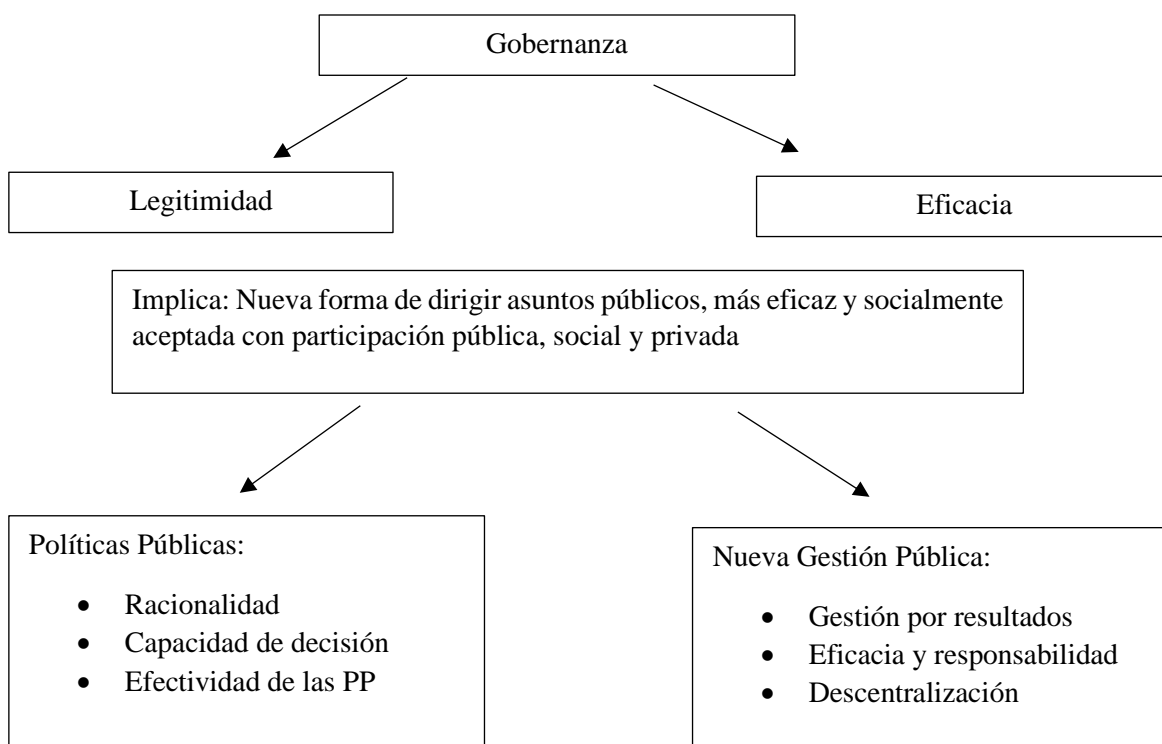 Gobernanza
Legitimidad
Eficacia
Implica: Nueva forma de dirigir asuntos públicos, más eficaz y socialmente
aceptada con participación pública, social y privada
Políticas Públicas:
• Racionalidad
• Capacidad de decisión
• Efectividad de las PP
Nueva Gestión Pública:
• Gestión por resultados
• Eficacia y responsabilidad
• Descentralización